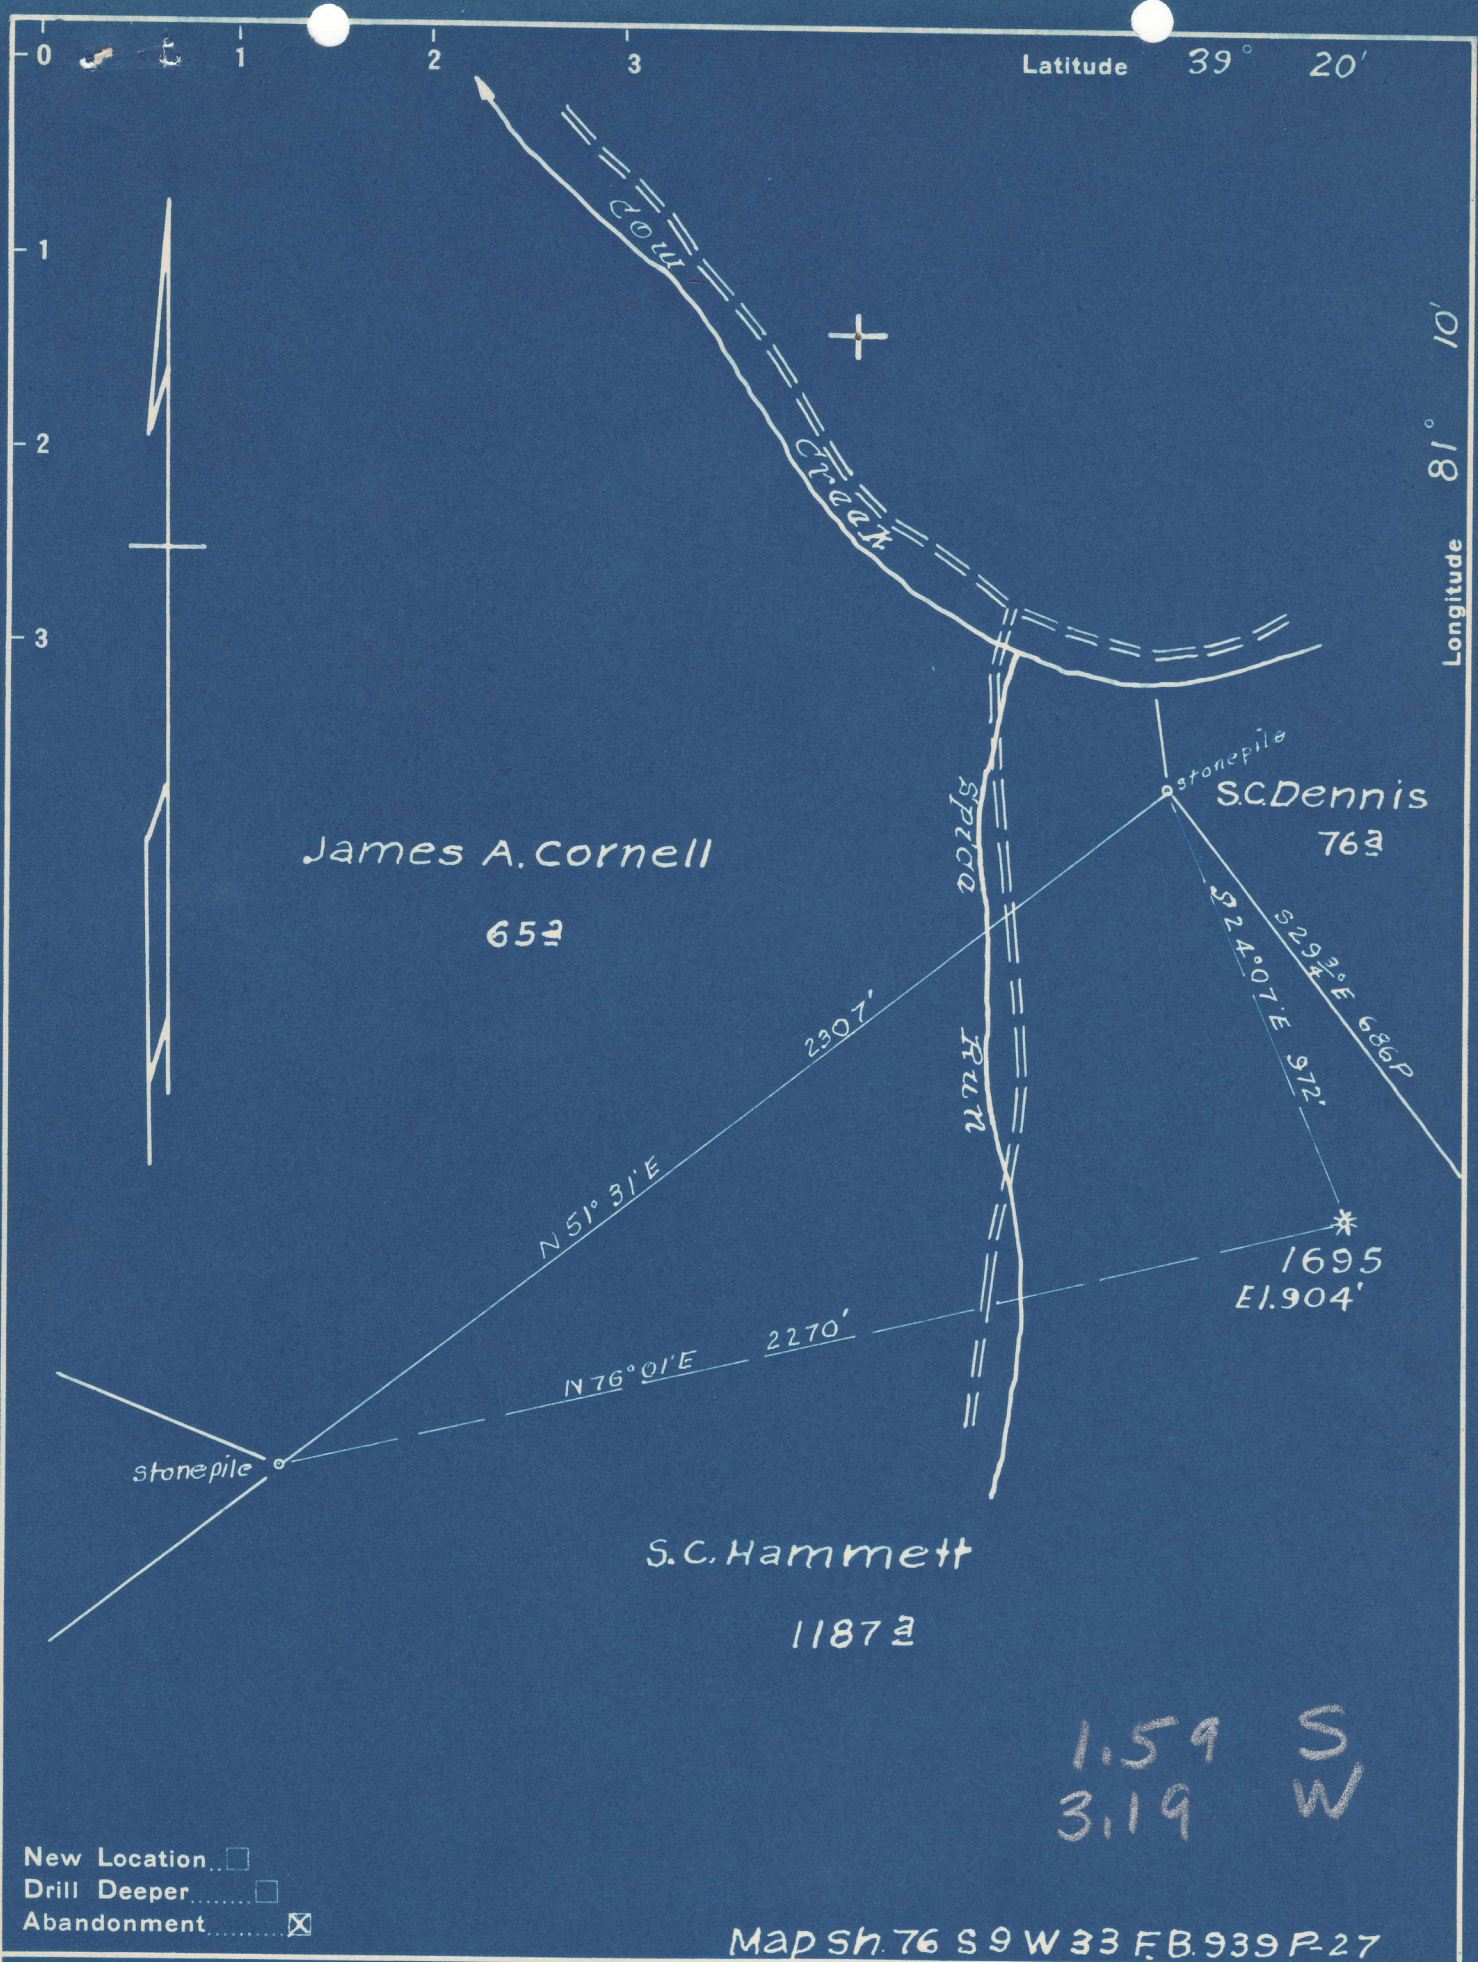 0 1 2 3 Latitude 39° 20'
1
2
3
Longitude 81° 10'
Cow Creek
stonepile
S.C.Dennis
76a
James A. Cornell
65a
Run
S 24°07'E 972'
S 29 3/4°E 686P
2307'
N 51° 31'E
1695
El. 904'
N 76°01'E 2270'
stonepile
S.C. Hammett
1187a
1.59 S
3.19 W
New Location..
Drill Deeper.......
Abandonment.........X
Map Sh. 76 S 9 W 33 F.B. 939 P-27